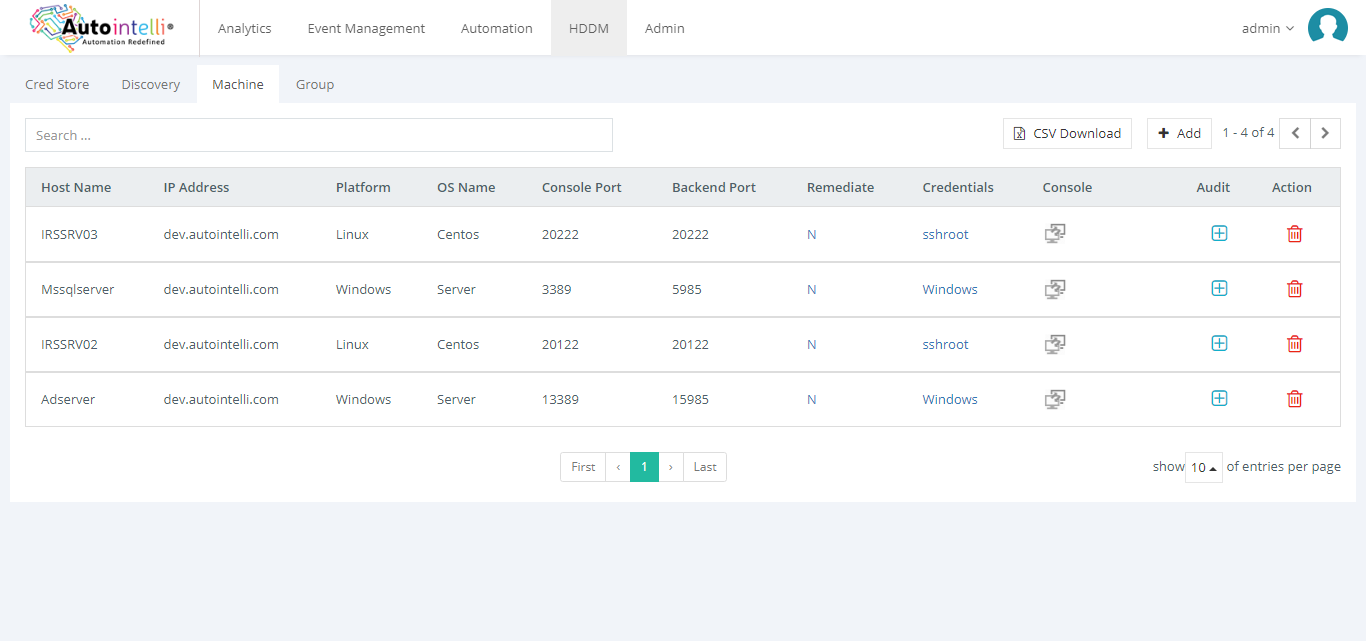 Autointelli®
Automation Redefined
Analytics Event Management Automation HDDM Admin admin
Cred Store Discovery Machine Group
Search ... CSV Download Add 1 - 4 of 4
Host Name IP Address Platform OS Name Console Port Backend Port Remediate Credentials Console Audit Action
IRSSRV03 dev.autointelli.com Linux Centos 20222 20222 N sshroot
Mssqlserver dev.autointelli.com Windows Server 3389 5985 N Windows
IRSSRV02 dev.autointelli.com Linux Centos 20122 20122 N sshroot
Adserver dev.autointelli.com Windows Server 13389 15985 N Windows
First ‹ 1 › Last show 10 of entries per page